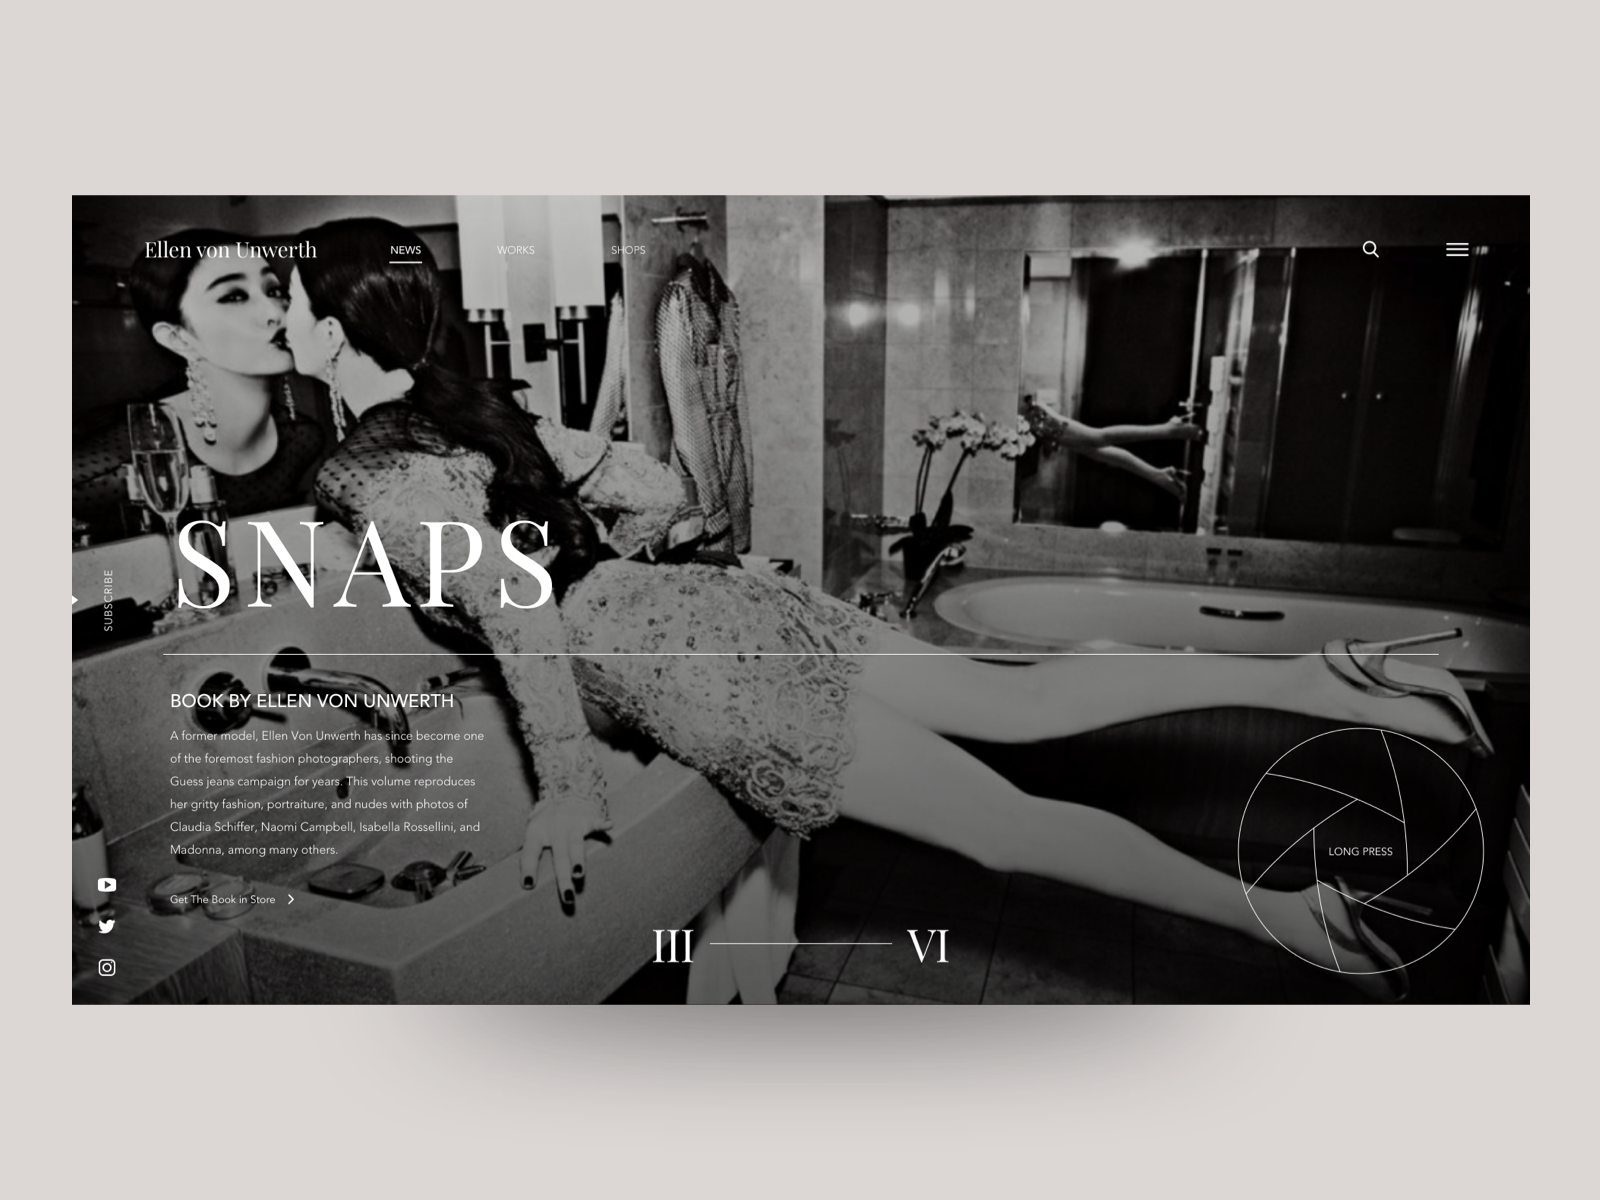 Ellen von Unwerth
NEWS
WORKS
SHOPS
SNAPS
SUBSCRIBE
BOOK BY ELLEN VON UNWERTH
A former model, Ellen Von Unwerth has since become one
of the foremost fashion photographers, shooting the
Guess jeans campaign for years. This volume reproduces
her gritty fashion, portraiture, and nudes with photos of
Claudia Schiffer, Naomi Campbell, Isabella Rossellini, and
Madonna, among many others.
Get The Book in Store
LONG PRESS
III
VI